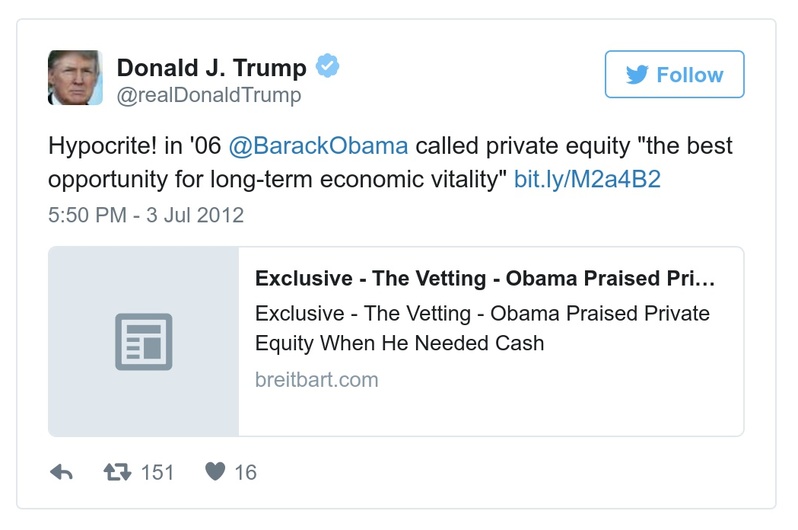 Donald J. Trump
@realDonaldTrump
Follow
Hypocrite! in '06 @BarackObama called private equity "the best
opportunity for long-term economic vitality" bit.ly/M2a4B2
5:50 PM - 3 Jul 2012
Exclusive - The Vetting - Obama Praised Pri...
Exclusive - The Vetting - Obama Praised Private
Equity When He Needed Cash
breitbart.com
151 16